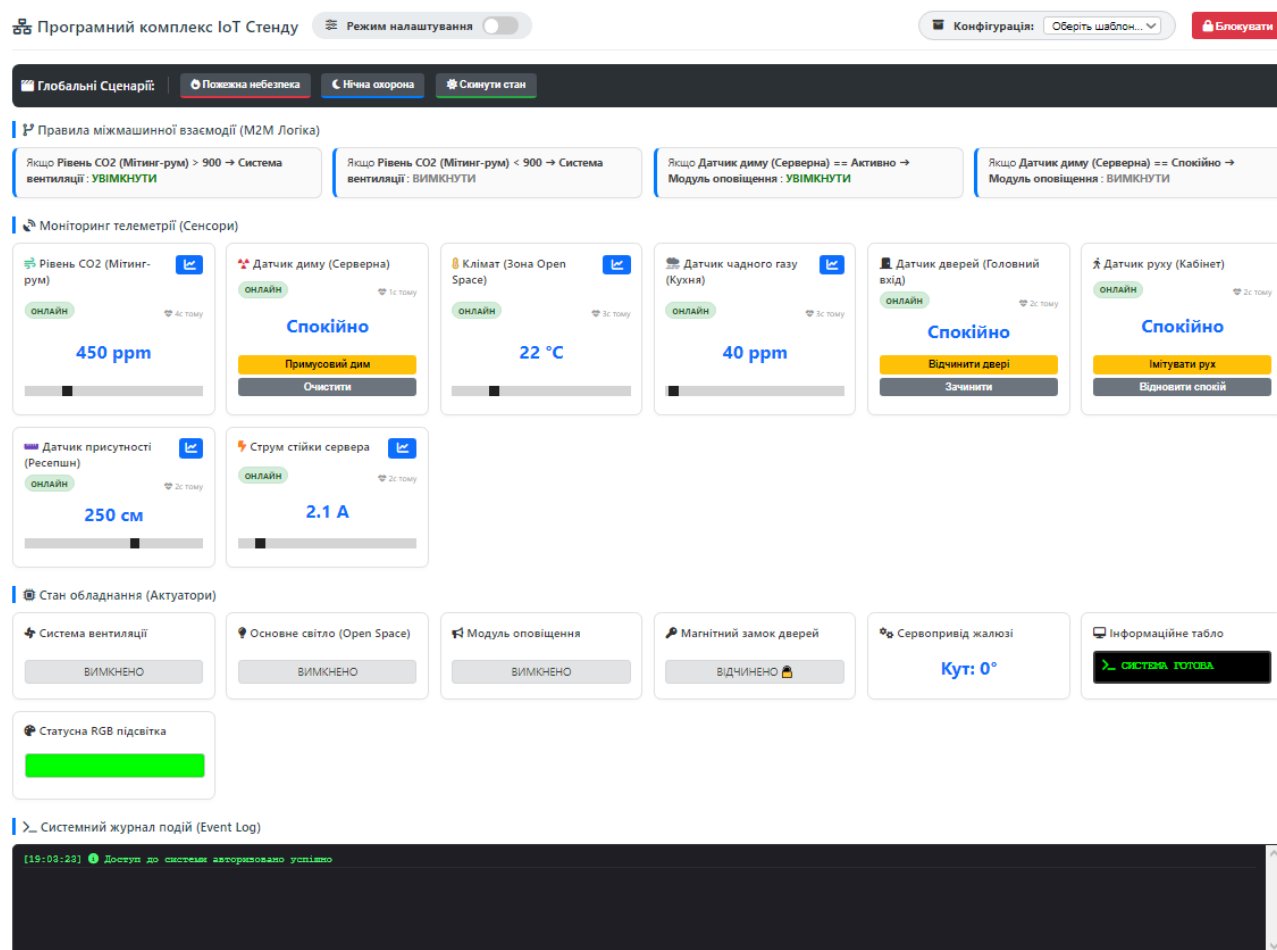 Програмний комплекс IoT Стенду
Режим налаштування
Конфігурація: Оберіть шаблон...
Блокувати
Глобальні Сценарії:
Пожежна небезпека
Нічна охорона
Скинути стан
Правила міжмашинної взаємодії (M2M Логіка)
Якщо Рівень CO2 (Мітинг-рум) > 900 → Система
вентиляції : УВІМКНУТИ
Якщо Рівень CO2 (Мітинг-рум) < 900 → Система
вентиляції : ВИМКНУТИ
Якщо Датчик диму (Серверна) == Активно →
Модуль оповіщення : УВІМКНУТИ
Якщо Датчик диму (Серверна) == Спокійно →
Модуль оповіщення : ВИМКНУТИ
Моніторинг телеметрії (Сенсори)
Рівень CO2 (Мітинг-
рум)
ОНЛАЙН
4с тому
450 ppm
Датчик диму (Серверна)
ОНЛАЙН
1с тому
Спокійно
Примусовий дим
Очистити
Клімат (Зона Open
Space)
ОНЛАЙН
3с тому
22 °C
Датчик чадного газу
(Кухня)
ОНЛАЙН
3с тому
40 ppm
Датчик дверей (Головний
вхід)
ОНЛАЙН
2с тому
Спокійно
Відчинити двері
Зачинити
Датчик руху (Кабінет)
ОНЛАЙН
2с тому
Спокійно
Імітувати рух
Відновити спокій
Датчик присутності
(Ресепшн)
ОНЛАЙН
2с тому
250 см
Струм стійки сервера
ОНЛАЙН
2с тому
2.1 A
Стан обладнання (Актуатори)
Система вентиляції
ВИМКНЕНО
Основне світло (Open Space)
ВИМКНЕНО
Модуль оповіщення
ВИМКНЕНО
Магнітний замок дверей
ВІДЧИНЕНО
Сервопривід жалюзі
Кут: 0°
Інформаційне табло
СИСТЕМА ГОТОВА
Статусна RGB підсвітка
Системний журнал подій (Event Log)
[19:03:23] Доступ до системи авторизовано успішно